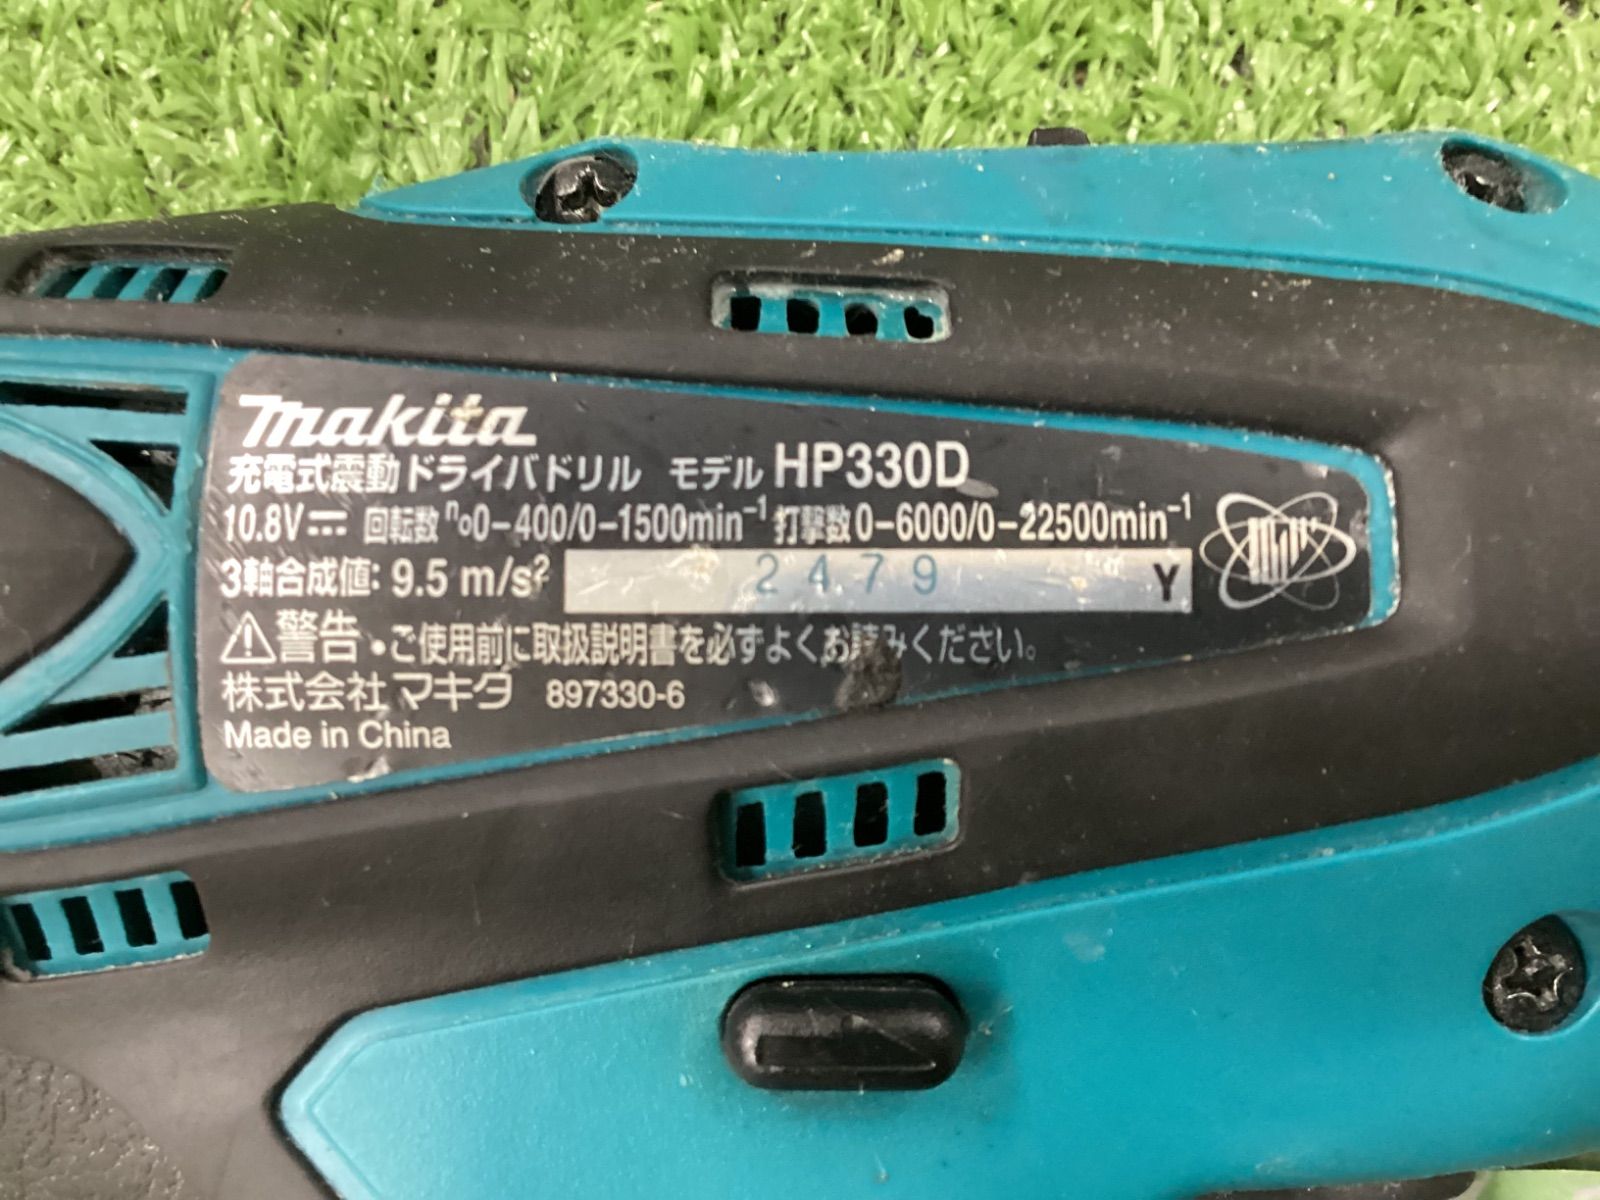 makita
充電式震動ドライバドリル モデル HP330D
10.8V 回転数 n₀0-400/0-1500min⁻¹ 打撃数 0-6000/0-22500min⁻¹
3軸合成値: 9.5 m/s² 2479 Y
警告・ご使用前に取扱説明書を必ずよくお読みください。
株式会社 マキタ 897330-6
Made in China